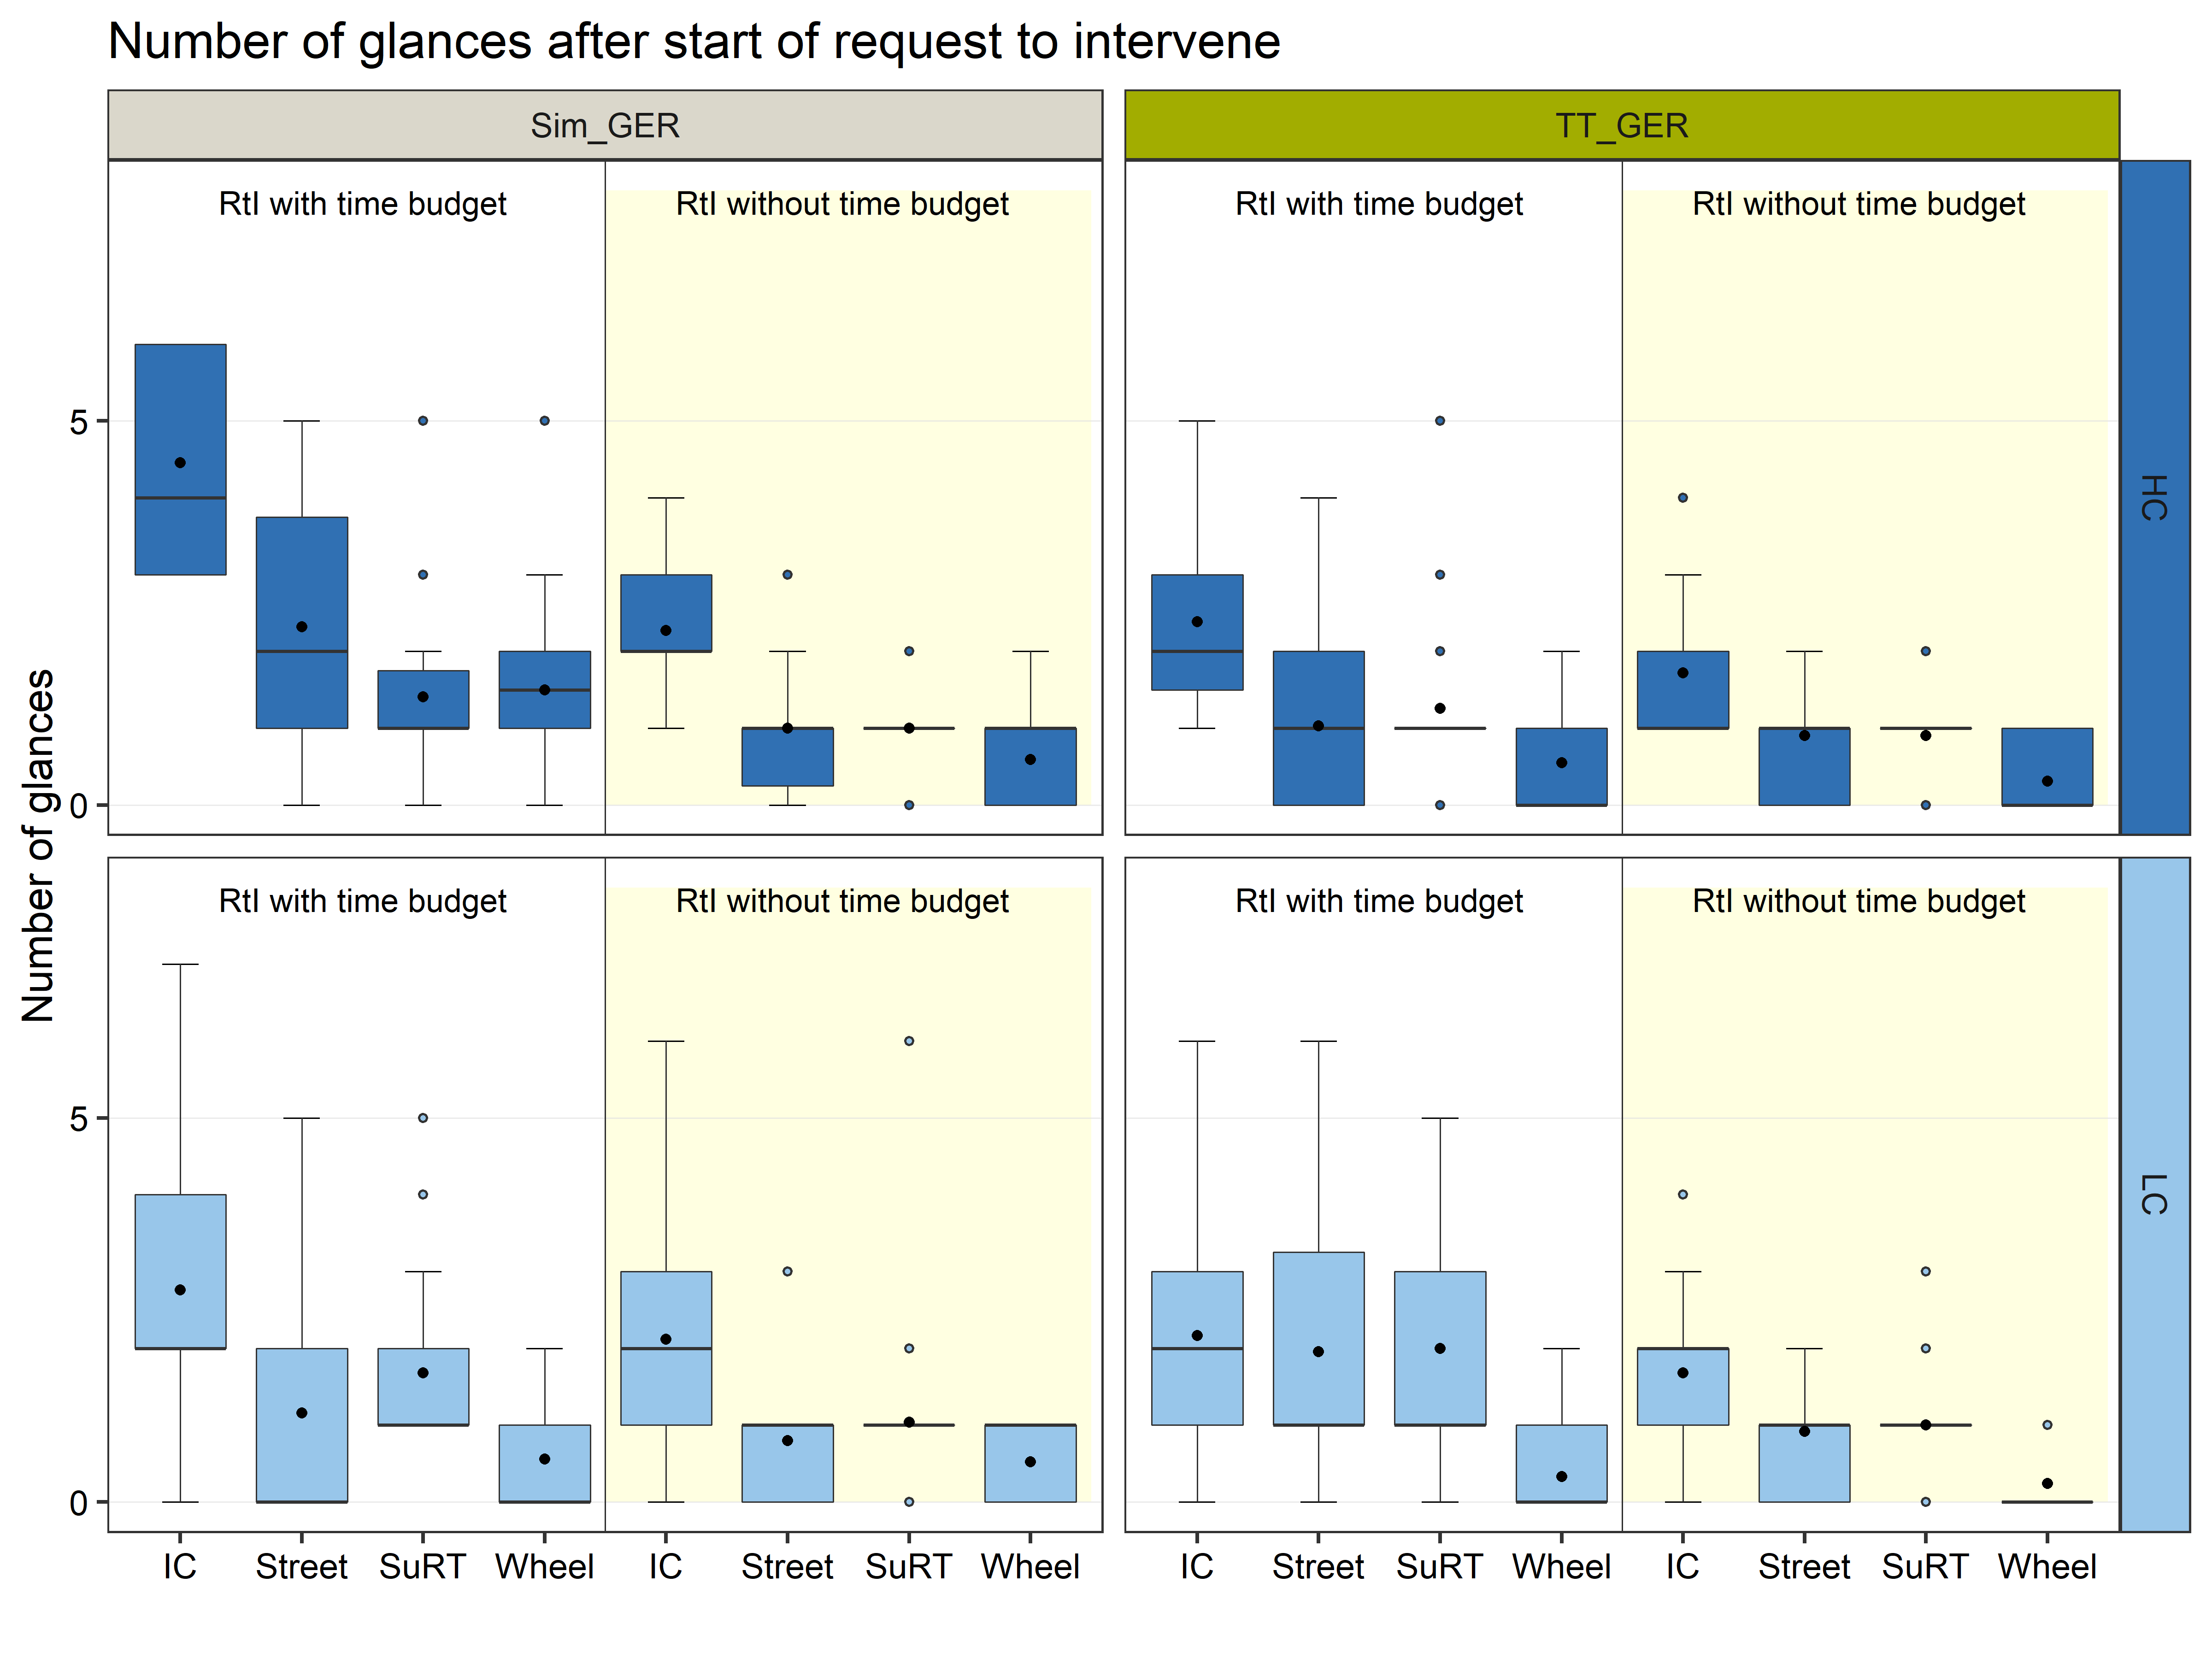 Number of glances after start of request to intervene
Sim_GER
TT_GER
RtI with time budget
RtI without time budget
RtI with time budget
RtI without time budget
HC
5
0
Number of glances
RtI with time budget
RtI without time budget
RtI with time budget
RtI without time budget
LC
5
0
IC Street SuRT Wheel IC Street SuRT Wheel
IC Street SuRT Wheel IC Street SuRT Wheel